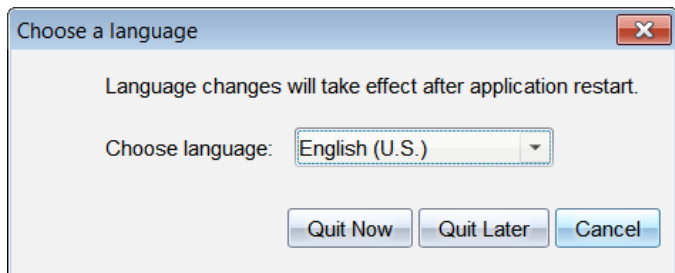 Choose a language
Language changes will take effect after application restart.
Choose language: English (U.S.)
Quit Now Quit Later Cancel